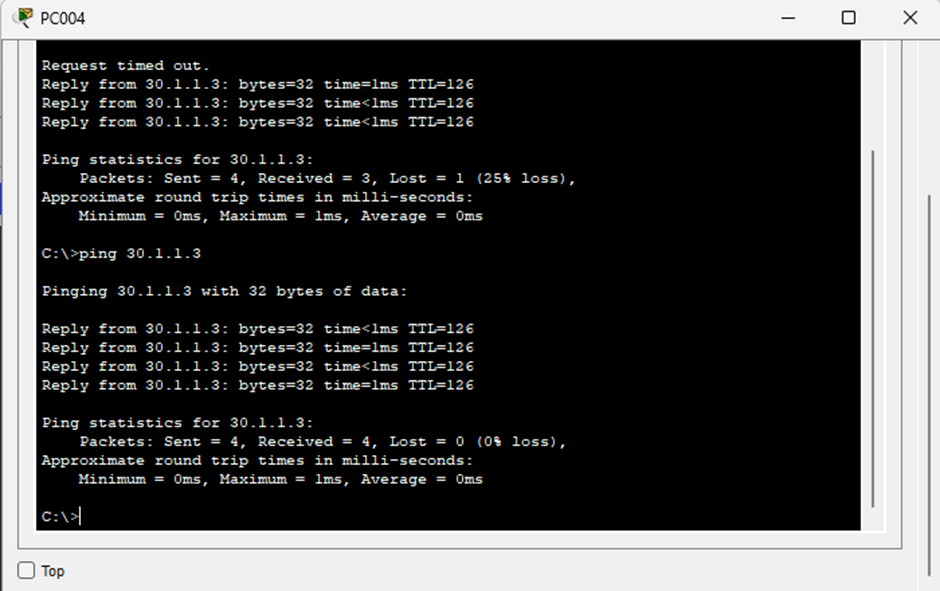 PC004
Request timed out.
Reply from 30.1.1.3: bytes=32 time=1ms TTL=126
Reply from 30.1.1.3: bytes=32 time<1ms TTL=126
Reply from 30.1.1.3: bytes=32 time<1ms TTL=126
Ping statistics for 30.1.1.3:
    Packets: Sent = 4, Received = 3, Lost = 1 (25% loss),
Approximate round trip times in milli-seconds:
    Minimum = 0ms, Maximum = 1ms, Average = 0ms
C:\>ping 30.1.1.3
Pinging 30.1.1.3 with 32 bytes of data:
Reply from 30.1.1.3: bytes=32 time<1ms TTL=126
Reply from 30.1.1.3: bytes=32 time=1ms TTL=126
Reply from 30.1.1.3: bytes=32 time<1ms TTL=126
Reply from 30.1.1.3: bytes=32 time=1ms TTL=126
Ping statistics for 30.1.1.3:
    Packets: Sent = 4, Received = 4, Lost = 0 (0% loss),
Approximate round trip times in milli-seconds:
    Minimum = 0ms, Maximum = 1ms, Average = 0ms
C:\>
Top